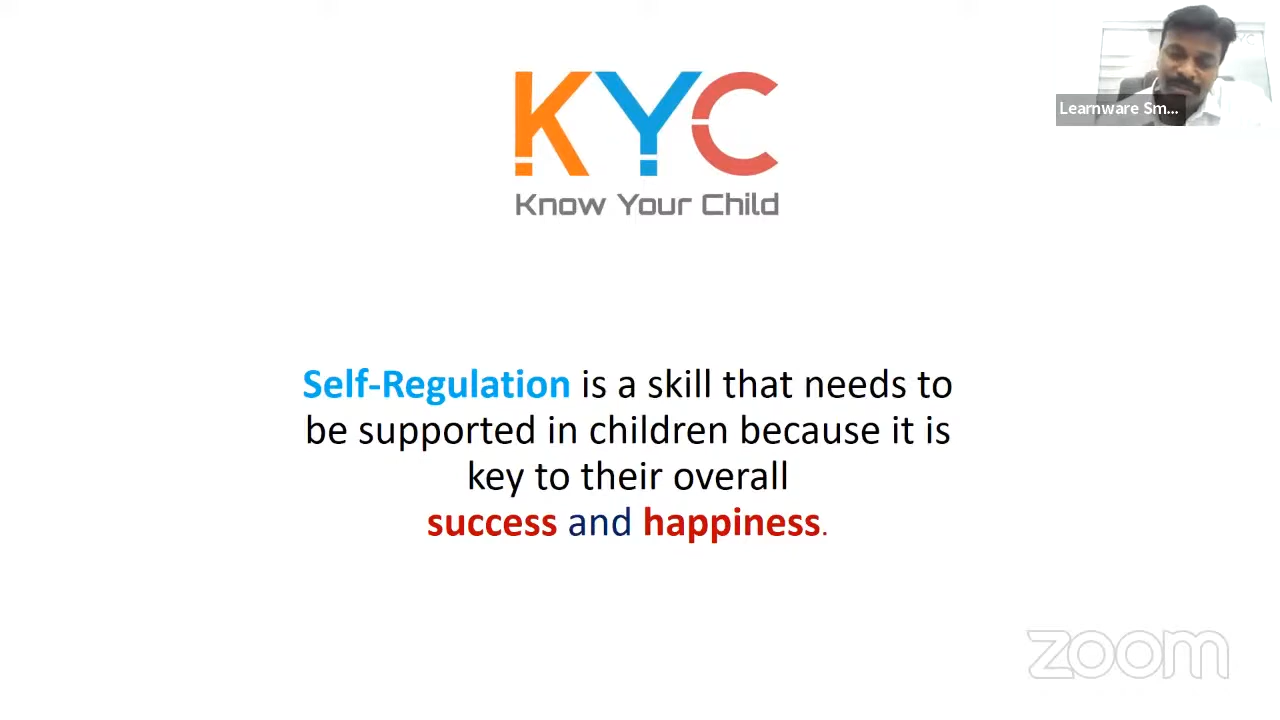 KYC
Know Your Child
Learnware Sm...
Self-Regulation is a skill that needs to
be supported in children because it is
key to their overall
success and happiness.
zoom